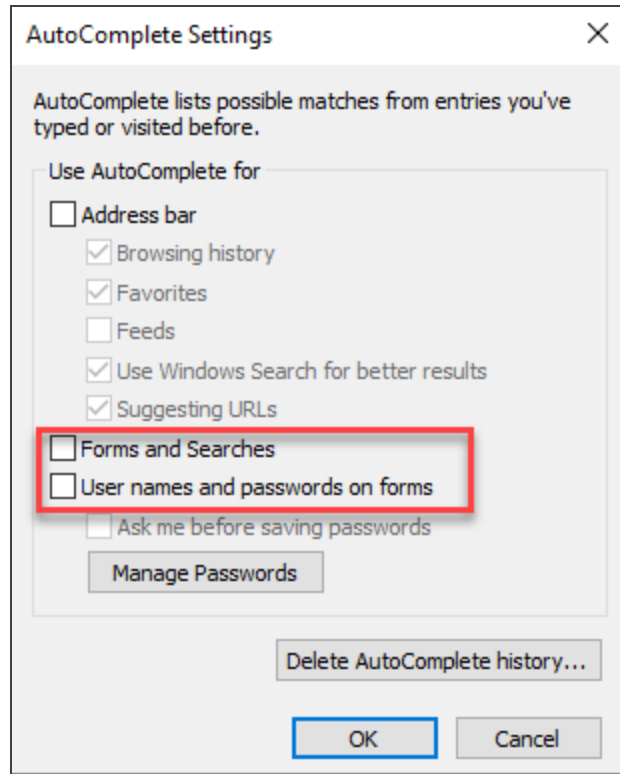 AutoComplete Settings
AutoComplete lists possible matches from entries you've
typed or visited before.
Use AutoComplete for
Address bar
Browsing history
Favorites
Feeds
Use Windows Search for better results
Suggesting URLs
Forms and Searches
User names and passwords on forms
Ask me before saving passwords
Manage Passwords
Delete AutoComplete history...
OK Cancel